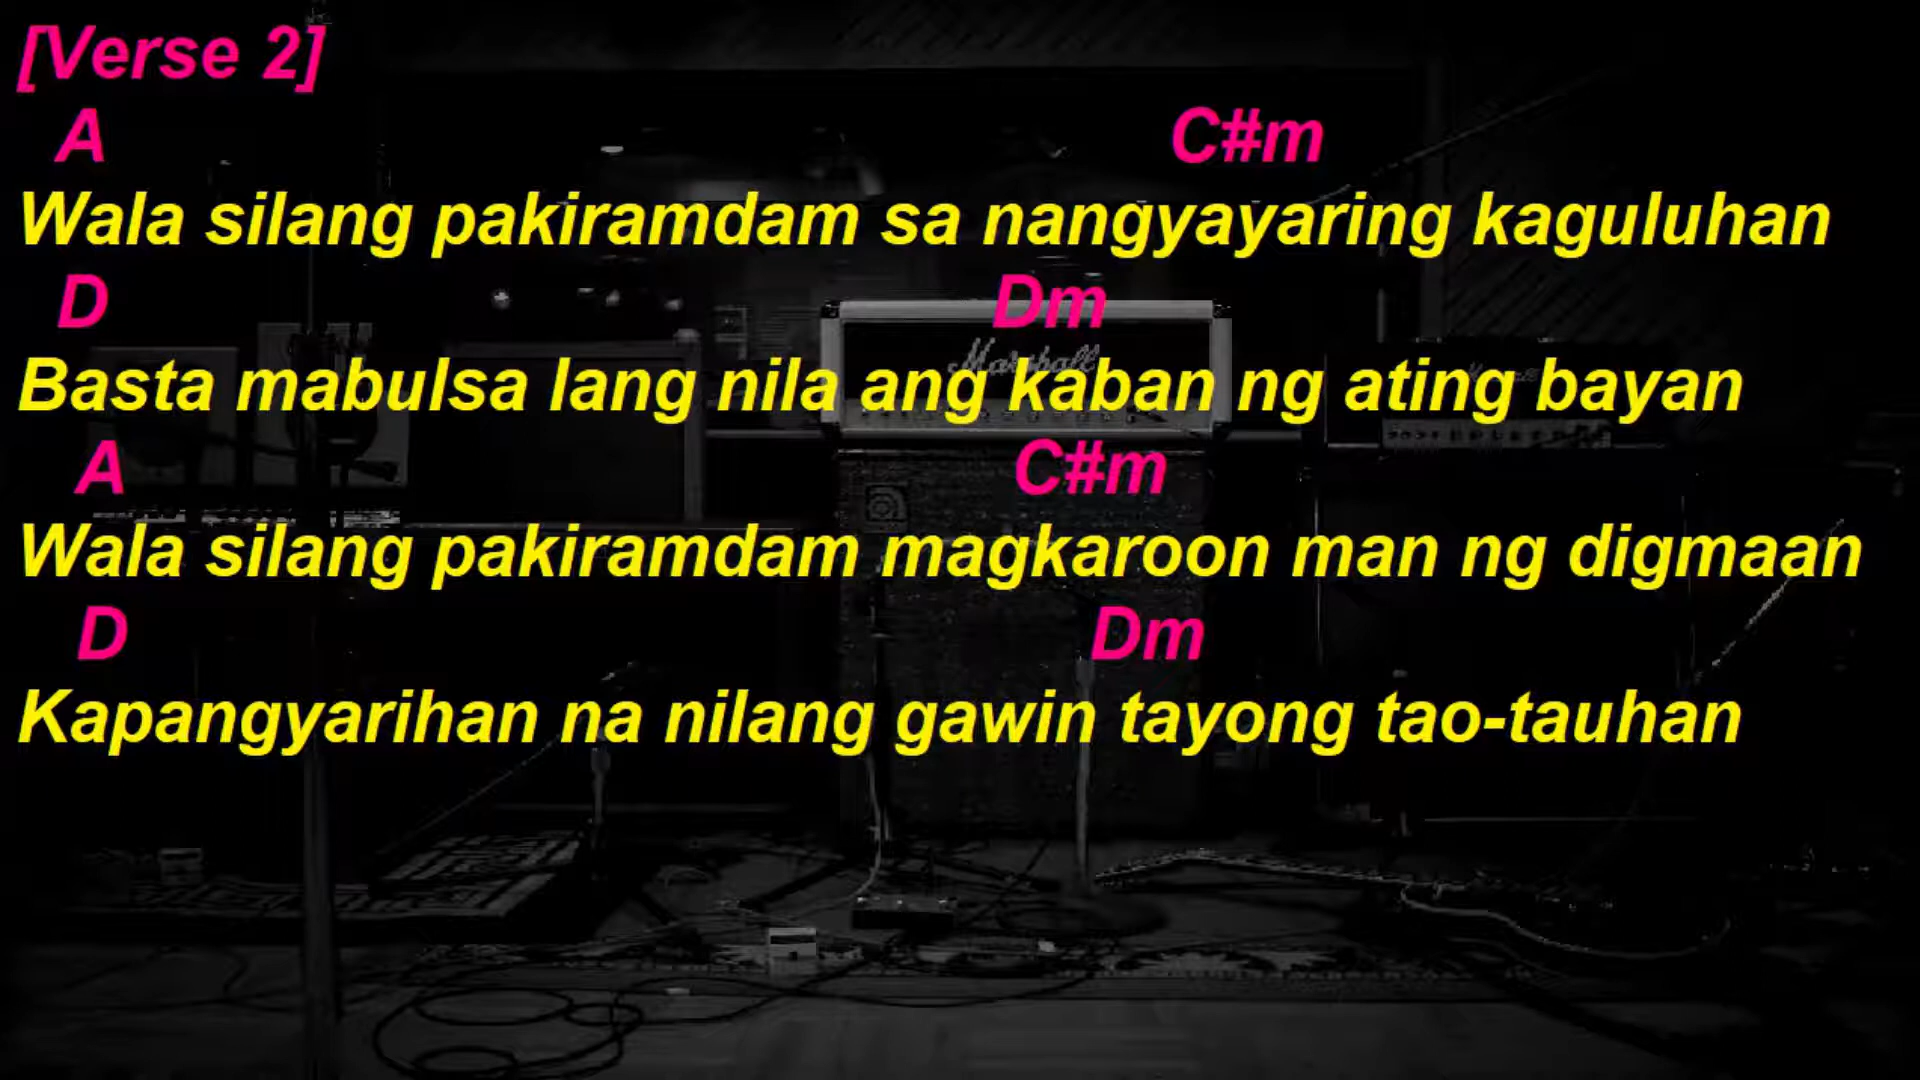 [Verse 2]
A C#m
Wala silang pakiramdam sa nangyayaring kaguluhan
D Dm
Marshall
Basta mabulsa lang nila ang kaban ng ating bayan
A C#m
Wala silang pakiramdam magkaroon man ng digmaan
D Dm
Kapangyarihan na nilang gawin tayong tao-tauhan